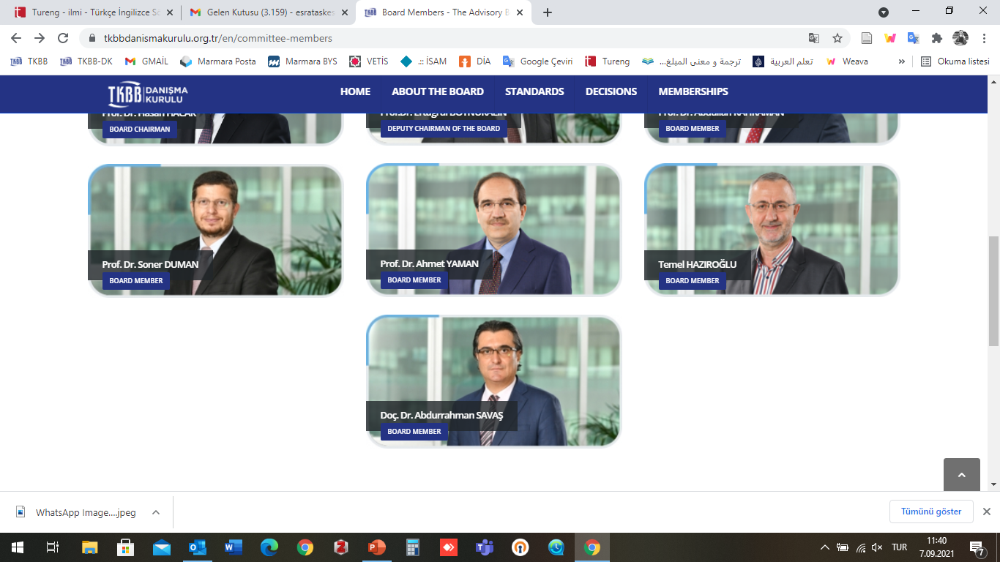 Tureng - ilmi - Türkçe İngilizce Sö
Gelen Kutusu (3.159) - esrataskes
Board Members - The Advisory B
tkbbdanismakurulu.org.tr/en/committee-members
TKBB
TKBB-DK
GMAİL
Marmara Posta
Marmara BYS
VETİS
.:: İSAM
DİA
Google Çeviri
Tureng
ترجمة و معنى المبلغ...
تعلم العربية
Weava
»
Okuma listesi
TKBB DANIŞMA KURULU
HOME
ABOUT THE BOARD
STANDARDS
DECISIONS
MEMBERSHIPS
BOARD CHAIRMAN
DEPUTY CHAIRMAN OF THE BOARD
BOARD MEMBER
Prof. Dr. Soner DUMAN
BOARD MEMBER
Prof. Dr. Ahmet YAMAN
BOARD MEMBER
Temel HAZIROĞLU
BOARD MEMBER
Doç. Dr. Abdurrahman SAVAŞ
BOARD MEMBER
WhatsApp Image....jpeg
Tümünü göster
TUR
11:40
7.09.2021
7